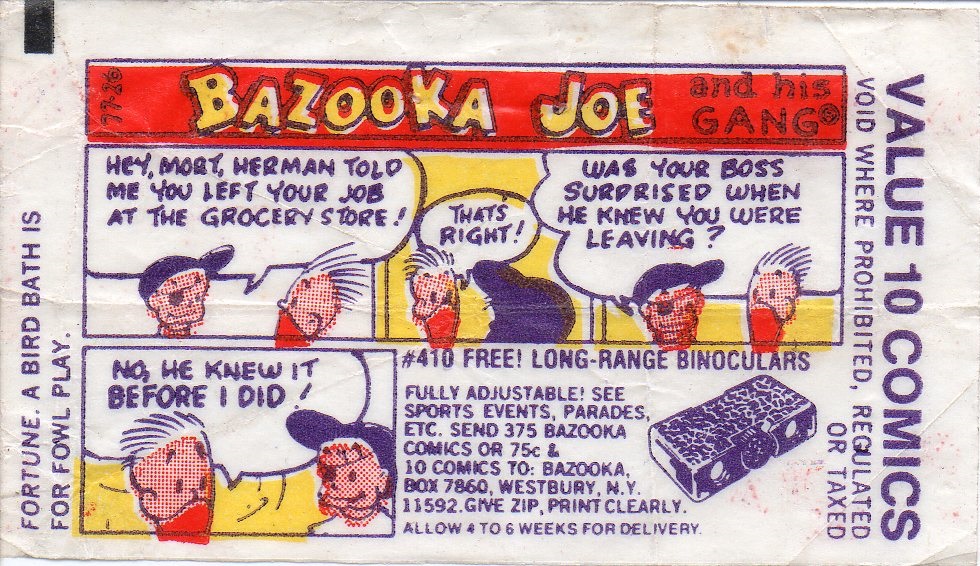 77-26
BAZOOKA JOE and his
GANG®
HEY, MORT, HERMAN TOLD
ME YOU LEFT YOUR JOB
AT THE GROCERY STORE!
THATS
RIGHT!
WAS YOUR BOSS
SURPRISED WHEN
HE KNEW YOU WERE
LEAVING?
NO, HE KNEW IT
BEFORE I DID!
#410 FREE! LONG-RANGE BINOCULARS
FULLY ADJUSTABLE! SEE
SPORTS EVENTS, PARADES,
ETC. SEND 375 BAZOOKA
COMICS OR 75c &
10 COMICS TO: BAZOOKA,
BOX 7860, WESTBURY, N.Y.
11592. GIVE ZIP, PRINT CLEARLY.
ALLOW 4 TO 6 WEEKS FOR DELIVERY.
FORTUNE. A BIRD BATH IS
FOR FOWL PLAY.
VALUE 10 COMICS
VOID WHERE PROHIBITED, REGULATED
OR TAXED